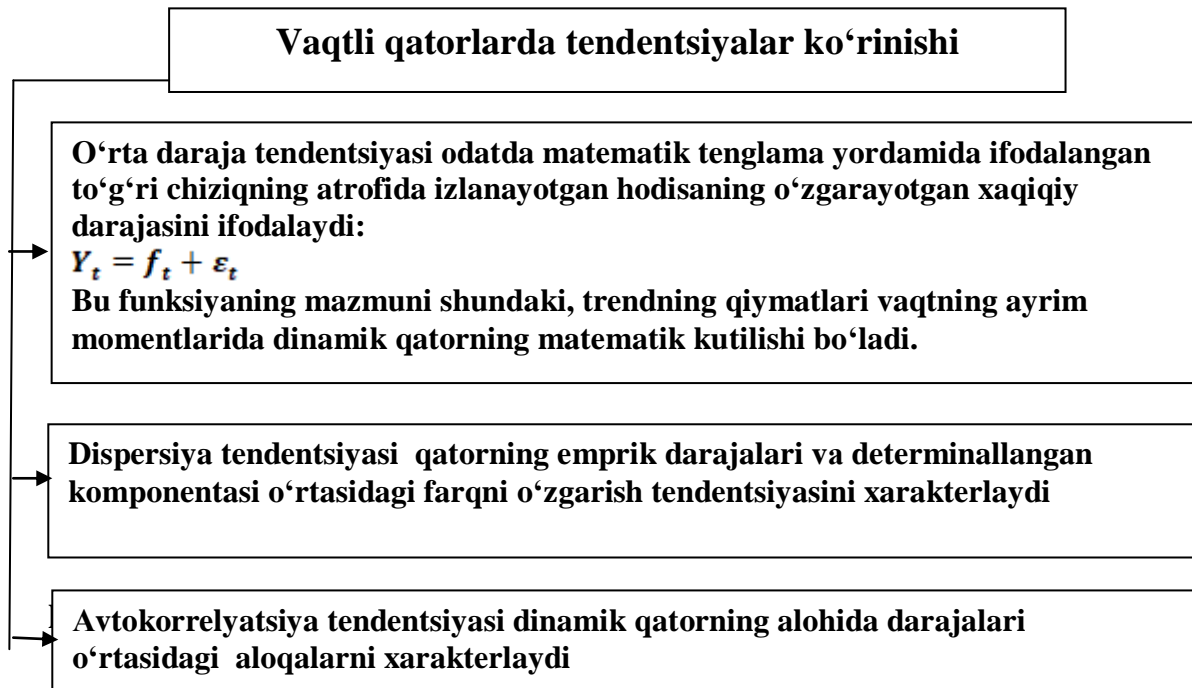 Vaqtli qatorlarda tendentsiyalar ko‘rinishi
O‘rta daraja tendentsiyasi odatda matematik tenglama yordamida ifodalangan
to‘g‘ri chiziqning atrofida izlanayotgan hodisaning o‘zgarayotgan xaqiqiy
darajasini ifodalaydi:
Y_t = f_t + ε_t
Bu funksiyaning mazmuni shundaki, trendning qiymatlari vaqtning ayrim
momentlarida dinamik qatorning matematik kutilishi bo‘ladi.
Dispersiya tendentsiyasi qatorning emprik darajalari va determinallangan
komponentasi o‘rtasidagi farqni o‘zgarish tendentsiyasini xarakterlaydi
Avtokorrelyatsiya tendentsiyasi dinamik qatorning alohida darajalari
o‘rtasidagi aloqalarni xarakterlaydi